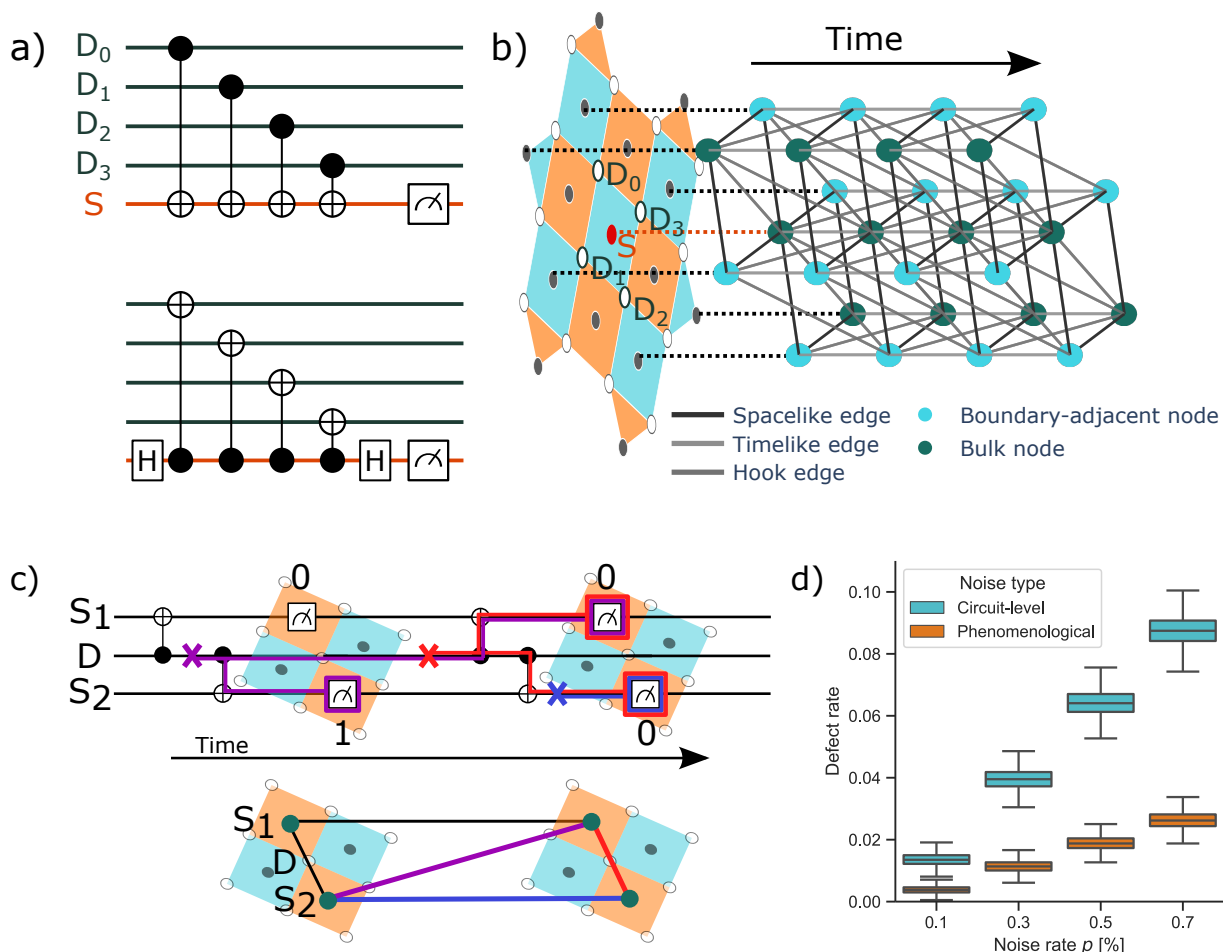 a)
D0
D1
D2
D3
S
H
H
b)
Time
D0
D3
S
D1
D2
Spacelike edge
Timelike edge
Hook edge
Boundary-adjacent node
Bulk node
c)
0
0
S1
D
S2
1
0
Time
S1
D
S2
d)
Noise type
Circuit-level
Phenomenological
Defect rate
0.10
0.08
0.06
0.04
0.02
0.00
0.1
0.3
0.5
0.7
Noise rate p [%]